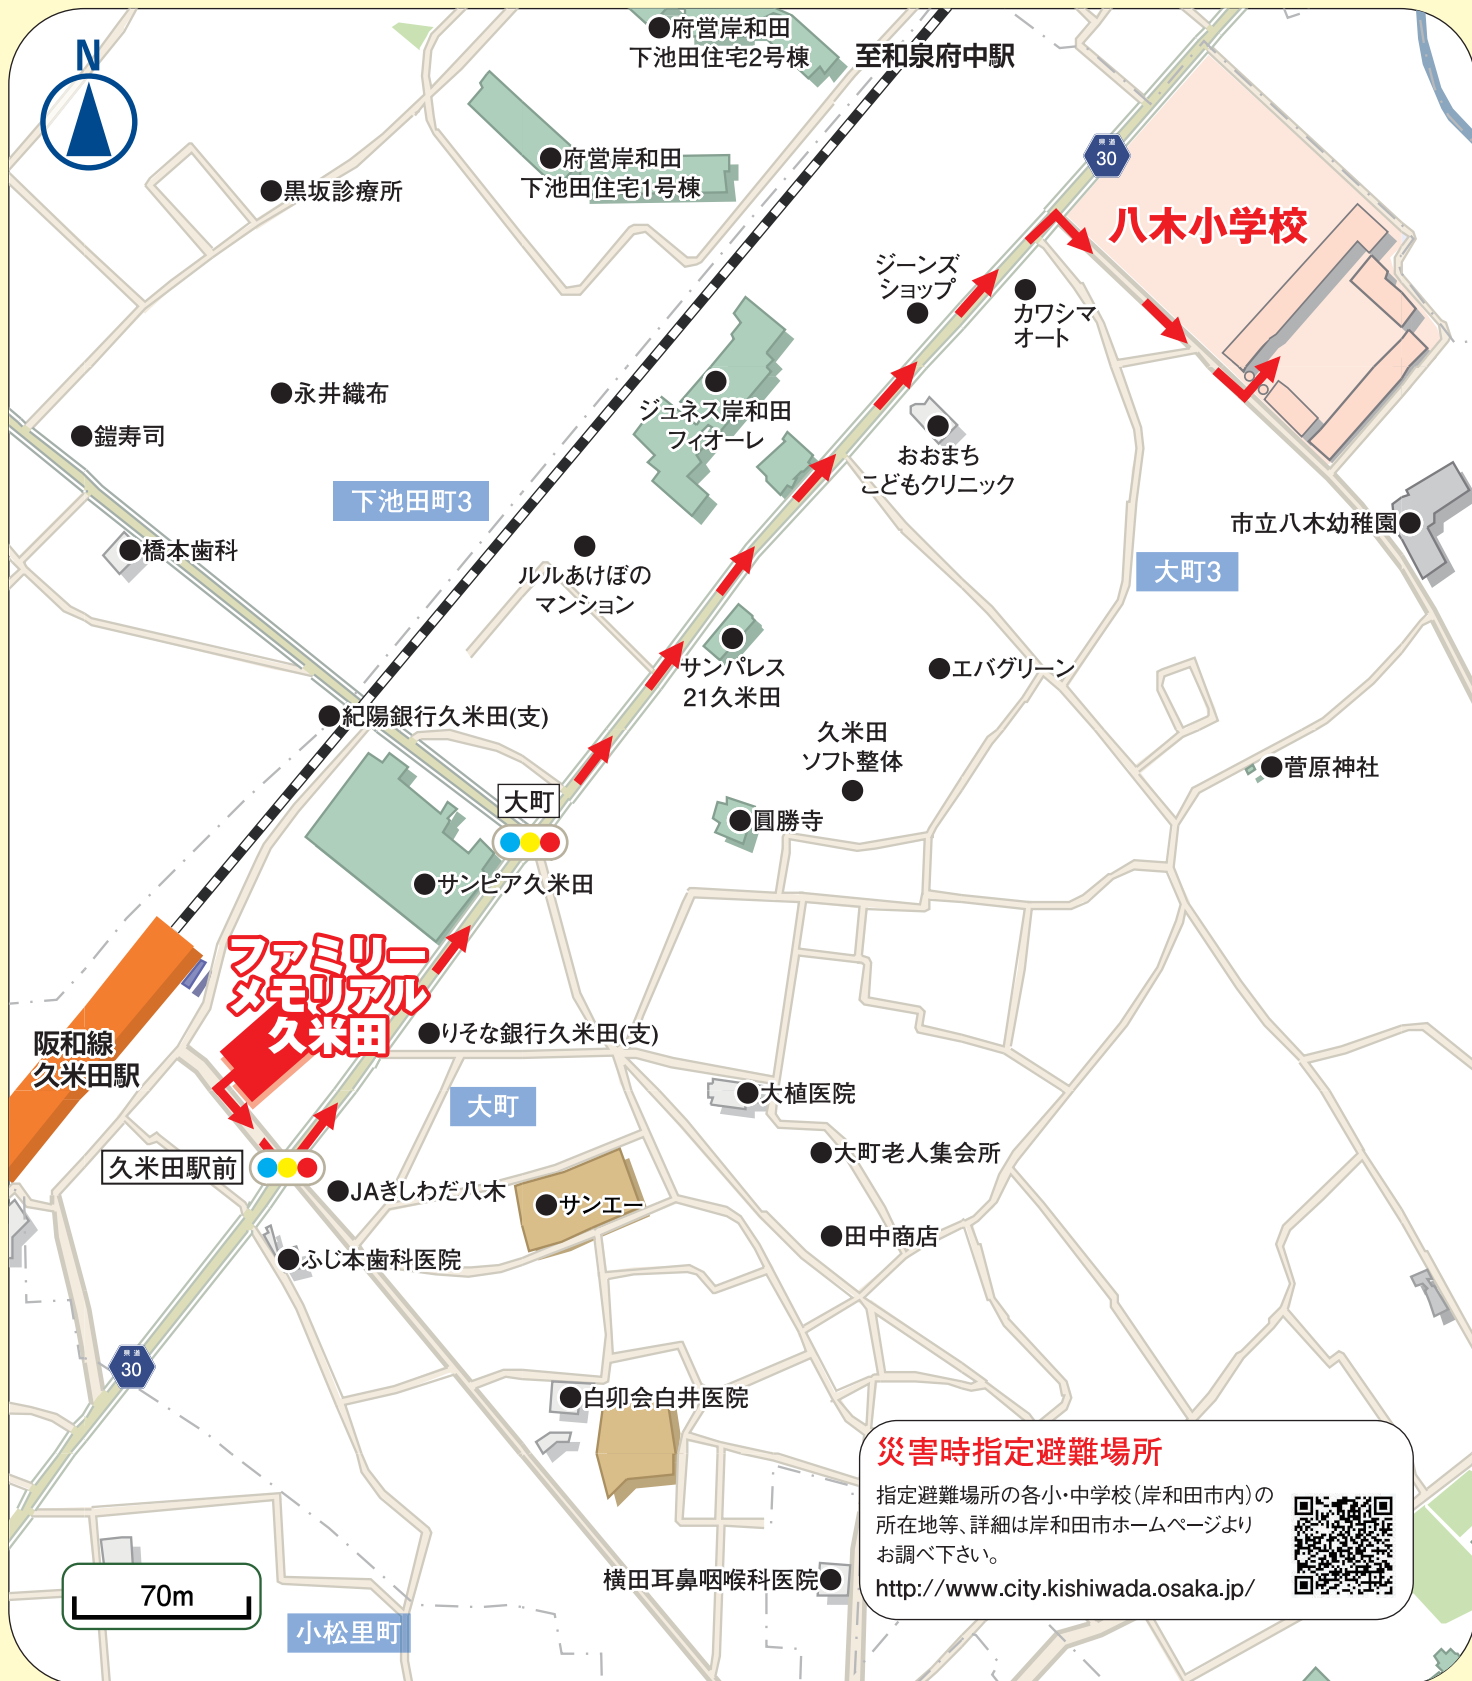 N
府営岸和田
下池田住宅2号棟
至和泉府中駅
府営岸和田
下池田住宅1号棟
県道
30
黒坂診療所
八木小学校
ジーンズ
ショップ
カワシマ
オート
永井織布
ジュネス岸和田
フィオーレ
鎧寿司
おおまち
こどもクリニック
下池田町3
市立八木幼稚園
橋本歯科
ルルあけぼの
マンション
大町3
サンパレス
21久米田
エバグリーン
紀陽銀行久米田(支)
久米田
ソフト整体
菅原神社
大町
圓勝寺
サンピア久米田
ファミリー
メモリアル
久米田
りそな銀行久米田(支)
阪和線
久米田駅
大植医院
大町
大町老人集会所
久米田駅前
JAきしわだ八木
サンエー
田中商店
ふじ本歯科医院
県道
30
白卯会白井医院
災害時指定避難場所
指定避難場所の各小・中学校(岸和田市内)の
所在地等、詳細は岸和田市ホームページより
お調べ下さい。
http://www.city.kishiwada.osaka.jp/
横田耳鼻咽喉科医院
70m
小松里町